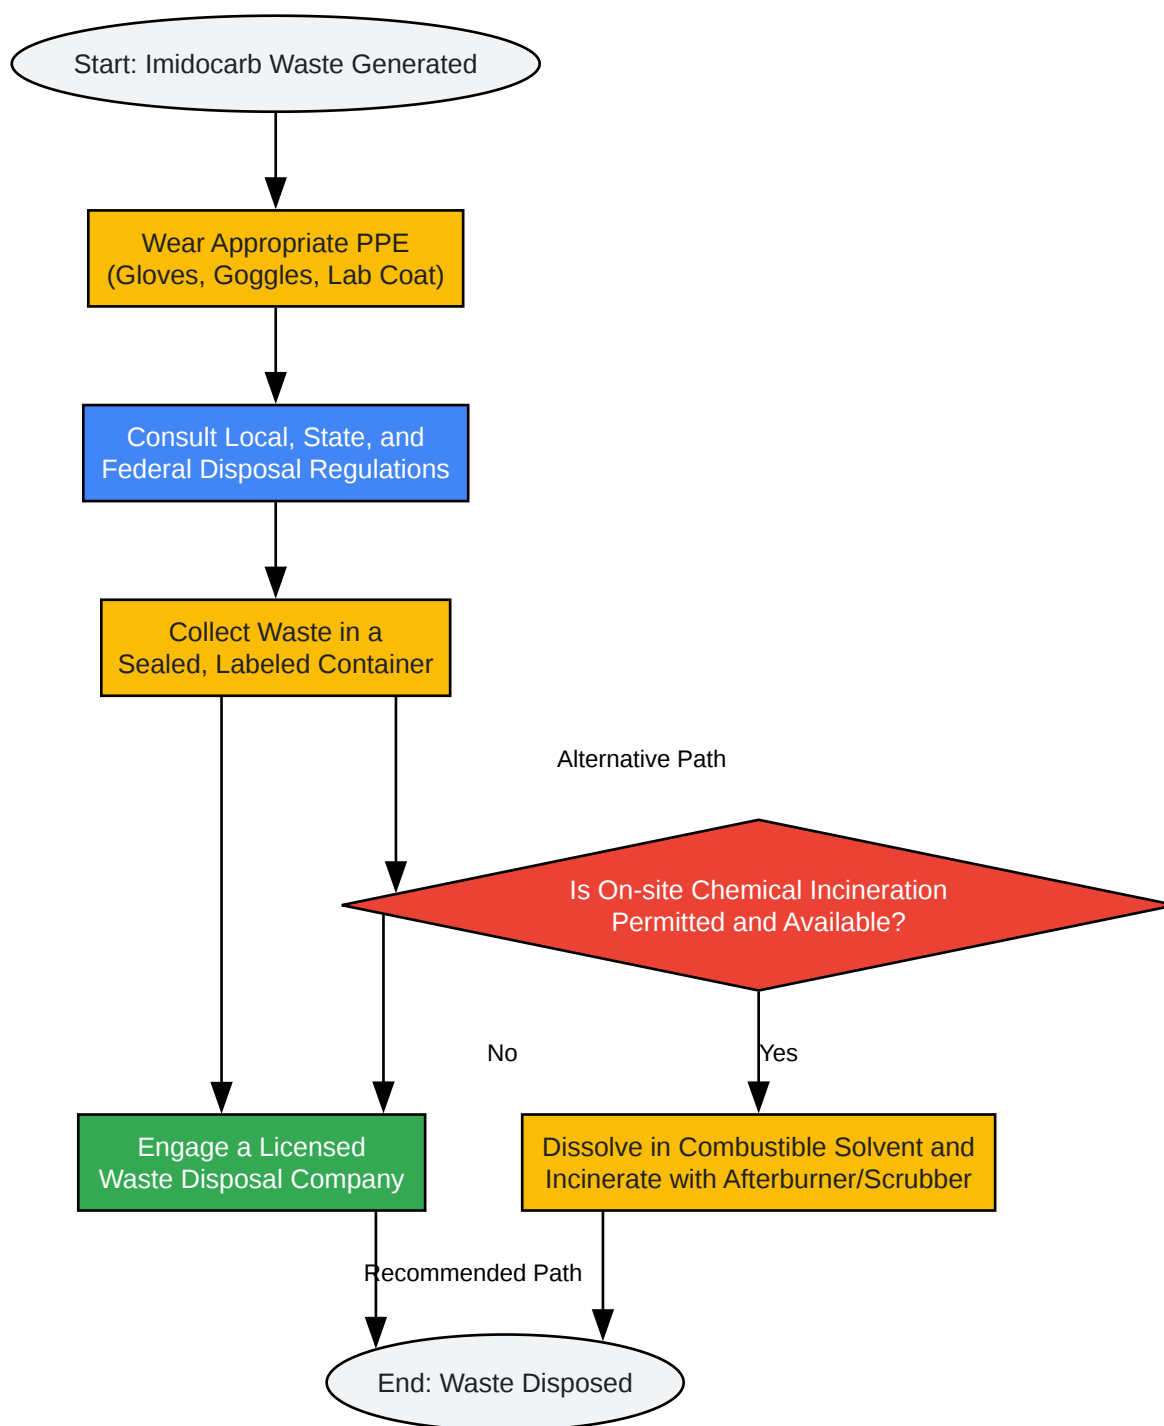 Start: Imidocarb Waste Generated
Wear Appropriate PPE
(Gloves, Goggles, Lab Coat)
Consult Local, State, and
Federal Disposal Regulations
Collect Waste in a
Sealed, Labeled Container
Alternative Path
Is On-site Chemical Incineration
Permitted and Available?
No
Yes
Engage a Licensed
Waste Disposal Company
Dissolve in Combustible Solvent and
Incinerate with Afterburner/Scrubber
Recommended Path
End: Waste Disposed